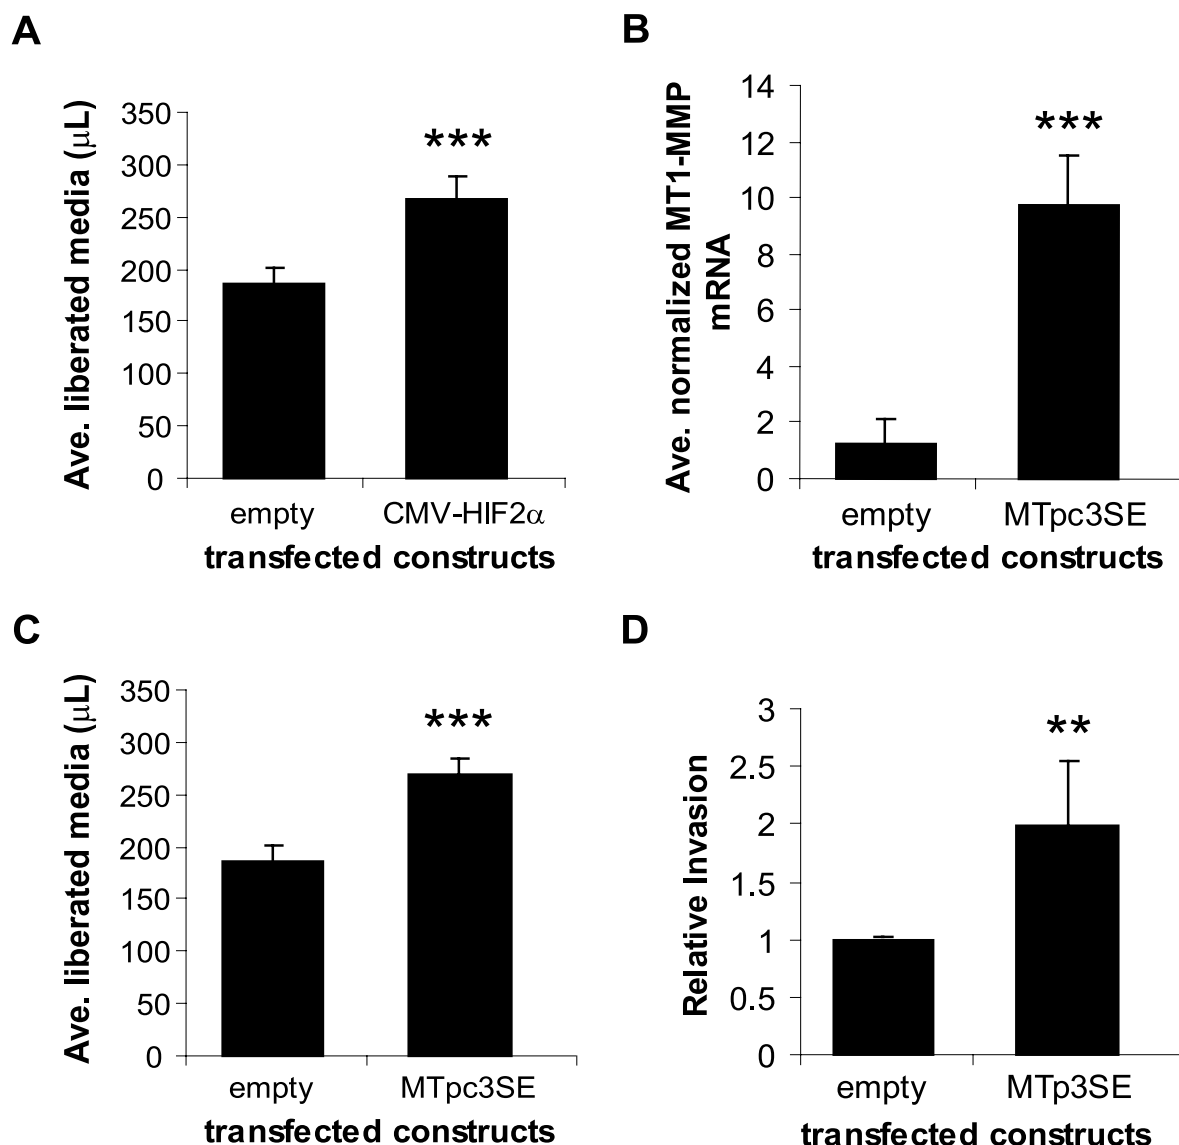 A
Ave. liberated media (μL)
350
300
250
200
150
100
50
0
***
empty
CMV-HIF2α
transfected constructs
B
Ave. normalized MT1-MMP
mRNA
14
12
10
8
6
4
2
0
***
empty
MTpc3SE
transfected constructs
C
Ave. liberated media (μL)
350
300
250
200
150
100
50
0
***
empty
MTpc3SE
transfected constructs
D
Relative Invasion
3
2.5
2
1.5
1
0.5
0
**
empty
MTp3SE
transfected constructs